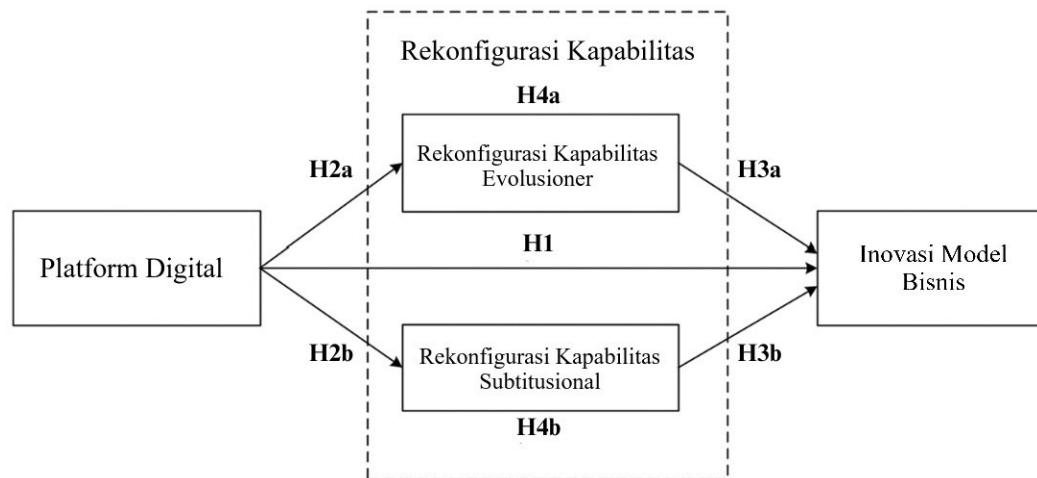 Rekonfigurasi Kapabilitas
H4a
Rekonfigurasi Kapabilitas
Evolusioner
H2a
H3a
H1
Platform Digital
Inovasi Model
Bisnis
H2b
Rekonfigurasi Kapabilitas
Subtitusional
H3b
H4b